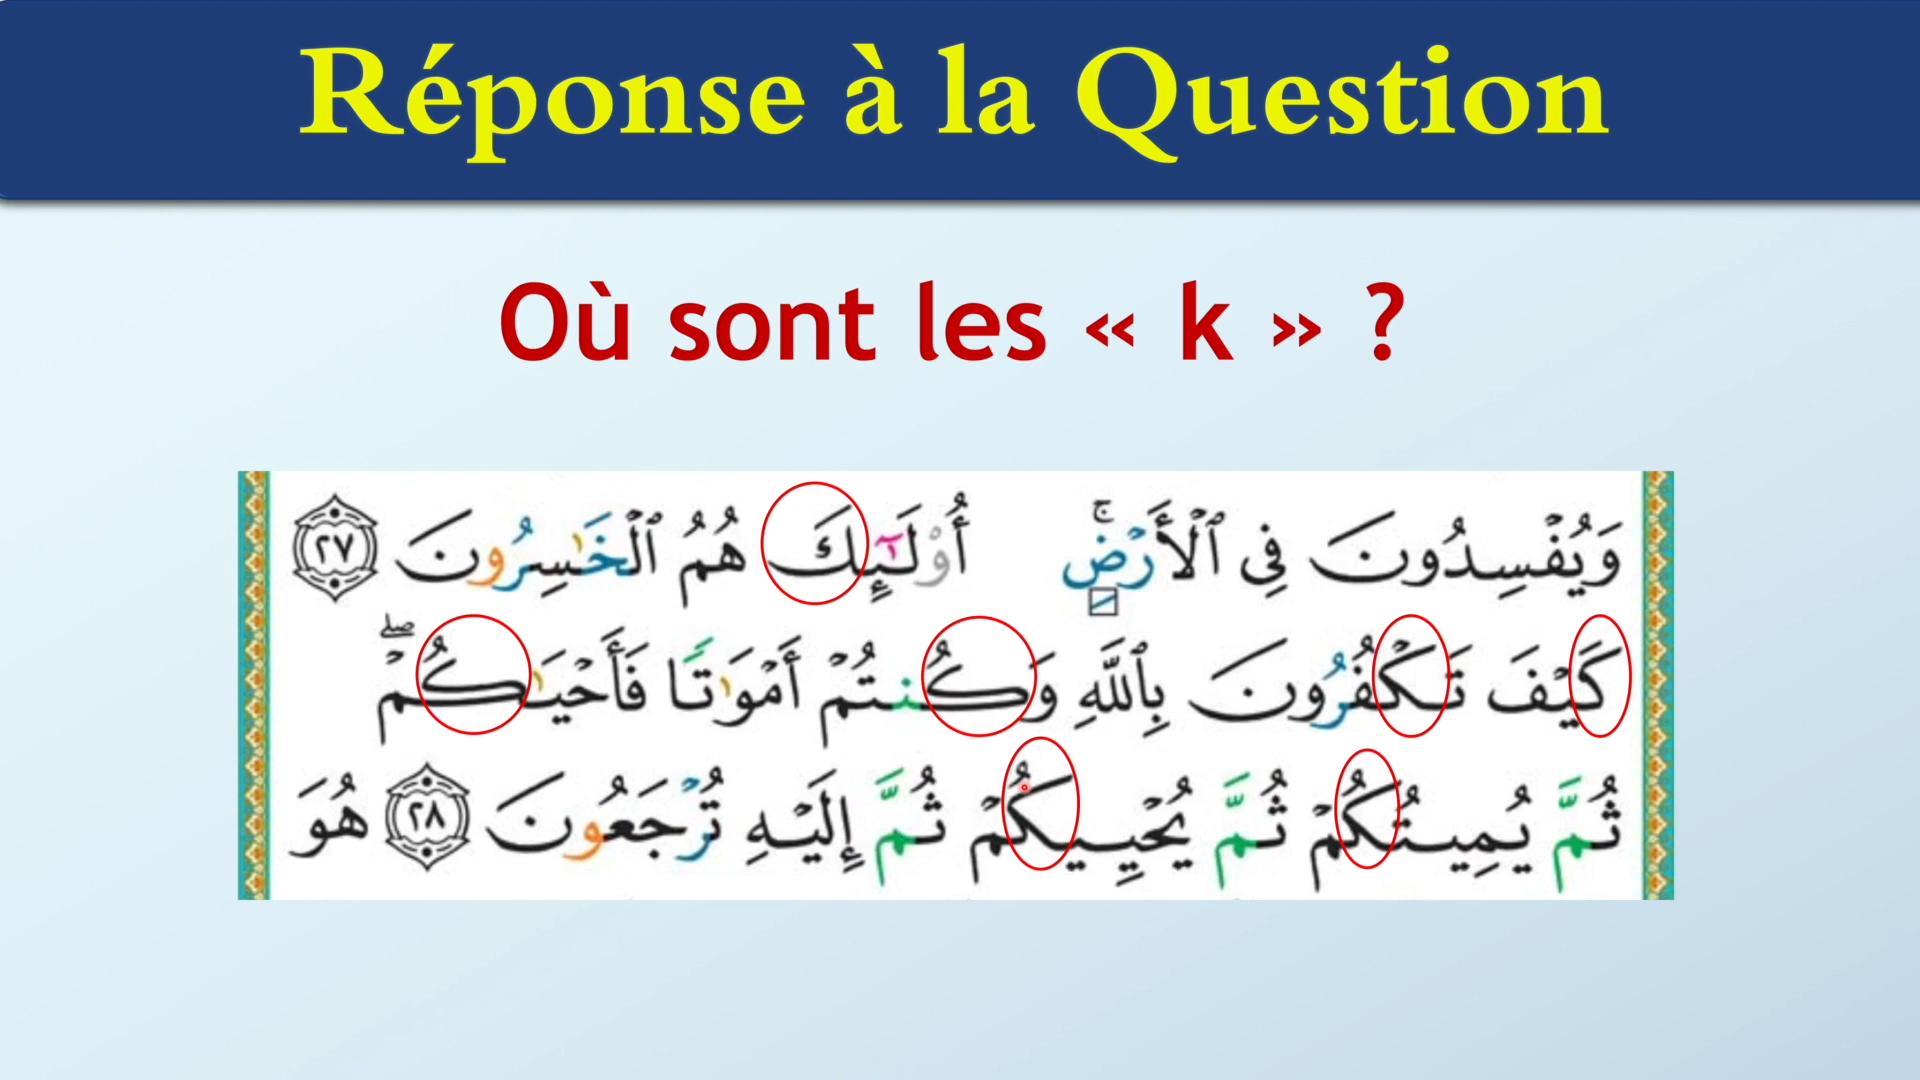 Réponse à la Question
Où sont les « k » ?
وَيُفْسِدُونَ فِى ٱلْأَرْضِ ۚ أُو۟لَـٰٓئِكَ هُمُ ٱلْخَـٰسِرُونَ ٢٧
كَيْفَ تَكْفُرُونَ بِٱللَّهِ وَكُنتُمْ أَمْوَٰتًا فَأَحْيَـٰكُمْ ۖ
ثُمَّ يُمِيتُكُمْ ثُمَّ يُحْيِيكُمْ ثُمَّ إِلَيْهِ تُرْجَعُونَ ٢٨ هُوَ